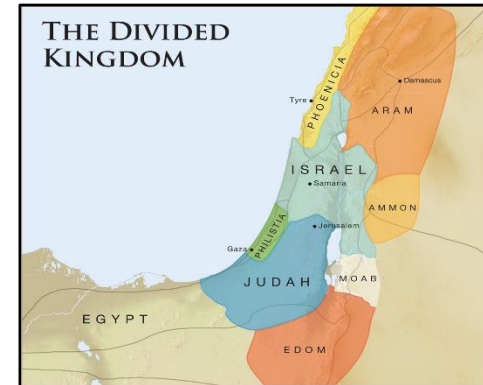 THE DIVIDED
KINGDOM
Damascus
Tyre
PHOENICIA
ARAM
ISRAEL
Samaria
AMMON
PHILISTIA
Jerusalem
Gaza
JUDAH
MOAB
EGYPT
EDOM